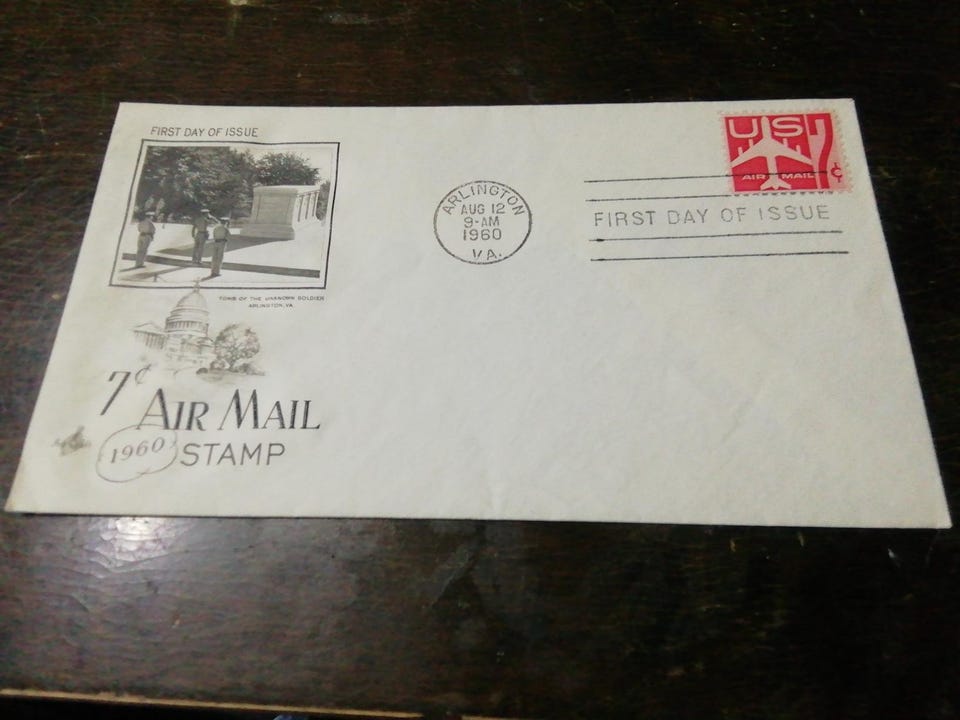 FIRST DAY OF ISSUE
TOMB OF THE UNKNOWN SOLDIER
ARLINGTON, VA.
7¢
AIR MAIL
1960 STAMP
ARLINGTON
AUG 12
9-AM
1960
VA.
FIRST DAY OF ISSUE
US 7¢
AIR MAIL